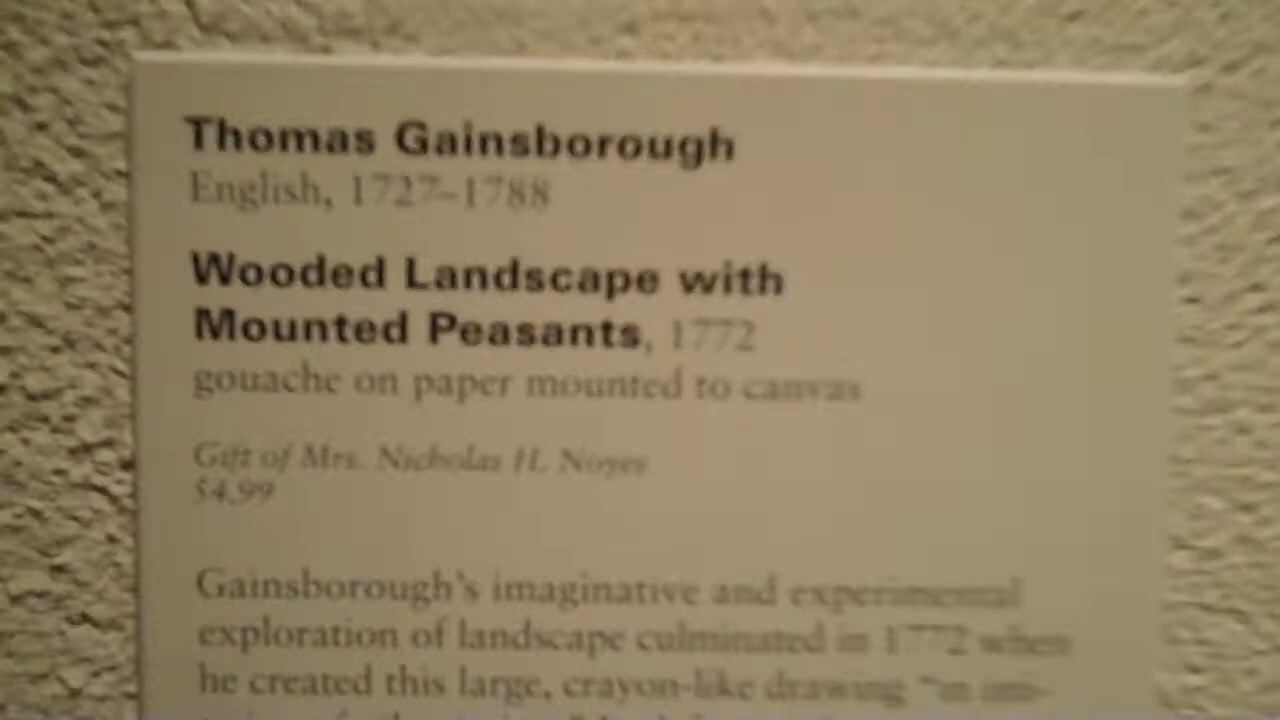 Thomas Gainsborough
English, 1727–1788
Wooded Landscape with
Mounted Peasants, 1772
gouache on paper mounted to canvas
Gift of Mrs. Nicholas H. Noyes
54.99
Gainsborough's imaginative and experimental
exploration of landscape culminated in 1772 when
he created this large, crayon-like drawing "in imi-